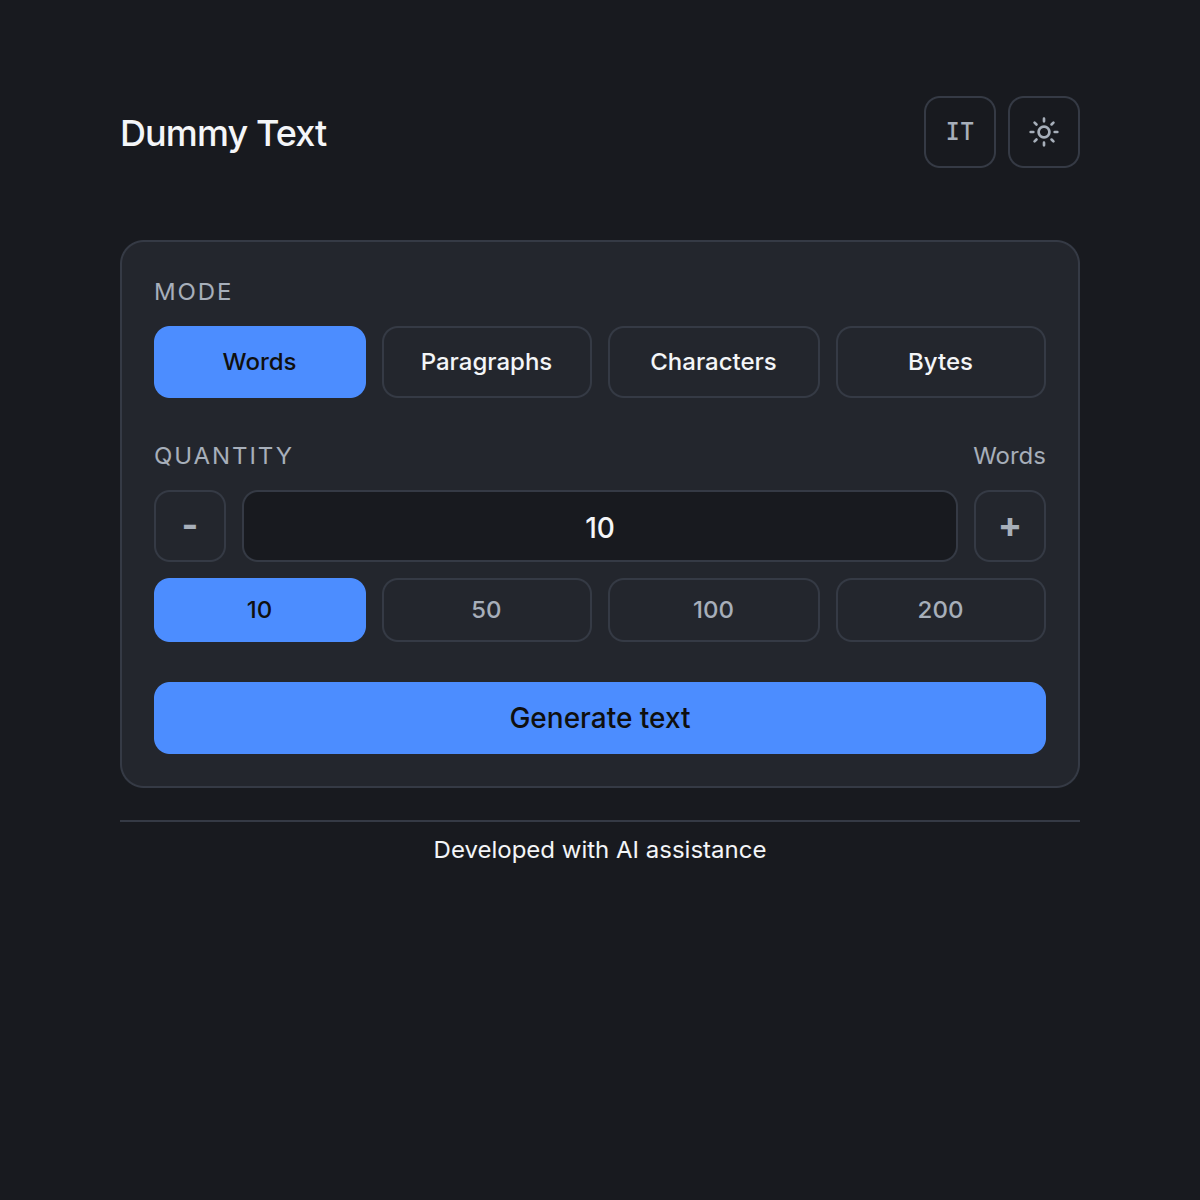 Dummy Text
IT
MODE
Words Paragraphs Characters Bytes
QUANTITY Words
- 10 +
10 50 100 200
Generate text
Developed with AI assistance